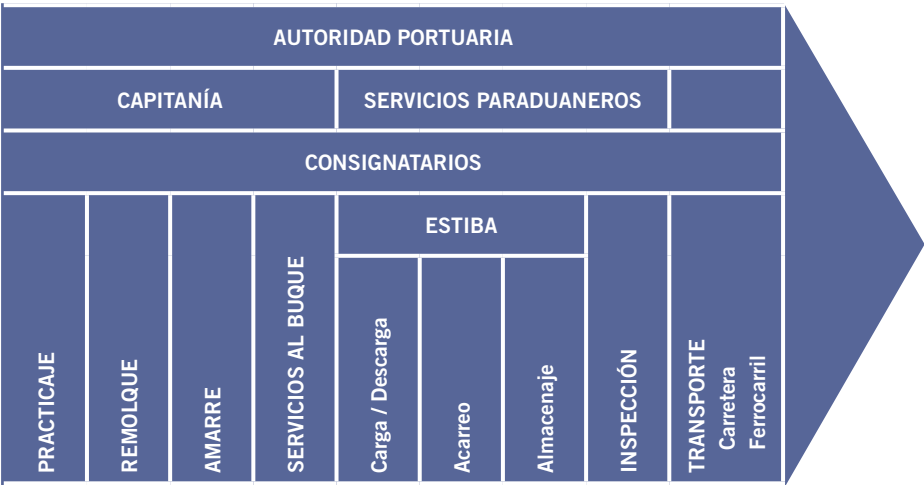 AUTORIDAD PORTUARIA
CAPITANÍA
SERVICIOS PARADUANEROS
CONSIGNATARIOS
PRACTICAJE
REMOLQUE
AMARRE
SERVICIOS AL BUQUE
ESTIBA
Carga / Descarga
Acarreo
Almacenaje
INSPECCIÓN
TRANSPORTE
Carretera
Ferrocarril